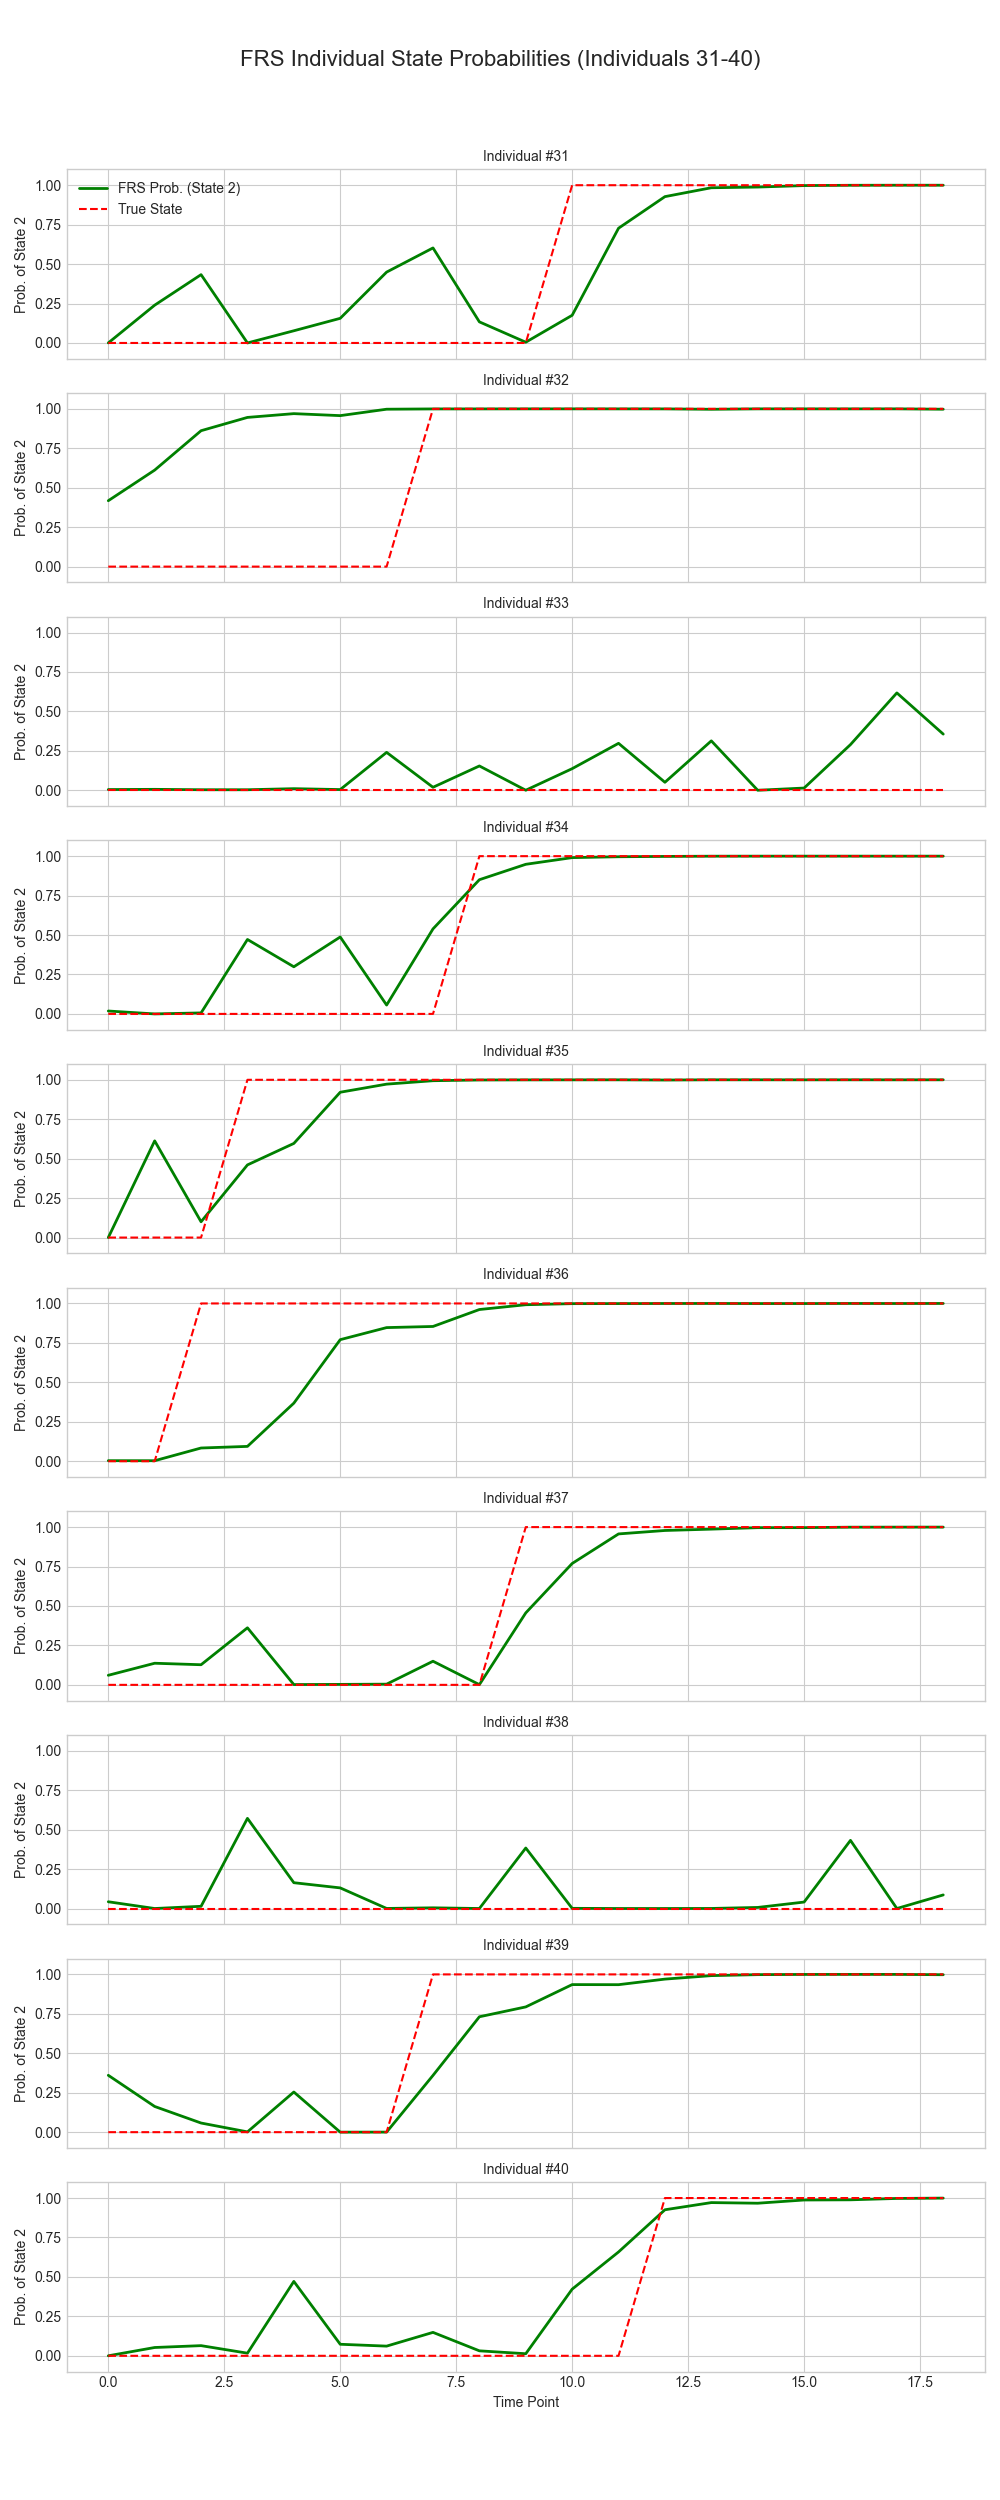 FRS Individual State Probabilities (Individuals 31-40)
Individual #31
FRS Prob. (State 2)
True State
Prob. of State 2
1.00
0.75
0.50
0.25
0.00
Individual #32
Prob. of State 2
1.00
0.75
0.50
0.25
0.00
Individual #33
Prob. of State 2
1.00
0.75
0.50
0.25
0.00
Individual #34
Prob. of State 2
1.00
0.75
0.50
0.25
0.00
Individual #35
Prob. of State 2
1.00
0.75
0.50
0.25
0.00
Individual #36
Prob. of State 2
1.00
0.75
0.50
0.25
0.00
Individual #37
Prob. of State 2
1.00
0.75
0.50
0.25
0.00
Individual #38
Prob. of State 2
1.00
0.75
0.50
0.25
0.00
Individual #39
Prob. of State 2
1.00
0.75
0.50
0.25
0.00
Individual #40
Prob. of State 2
1.00
0.75
0.50
0.25
0.00
0.0 2.5 5.0 7.5 10.0 12.5 15.0 17.5
Time Point